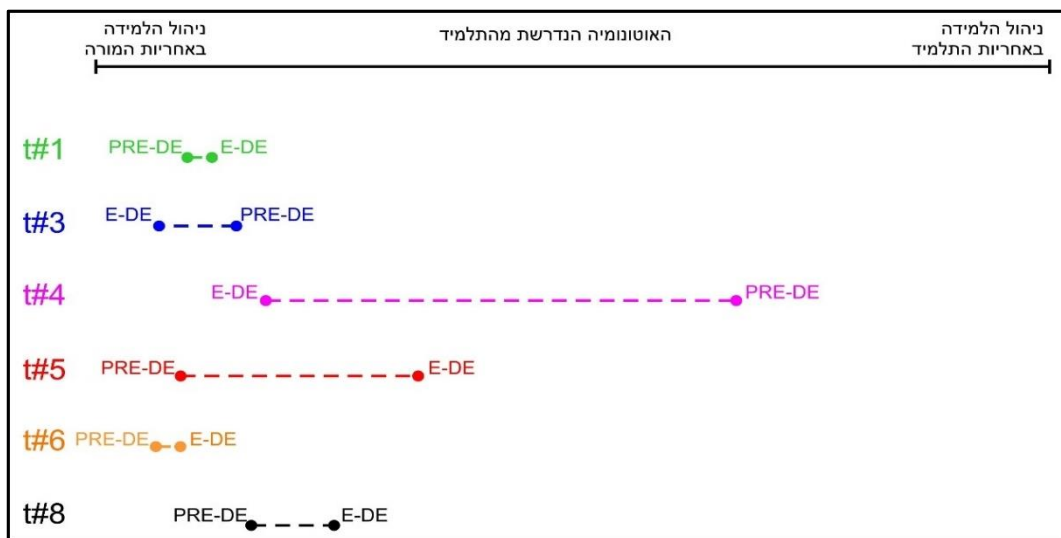 ניהול הלמידה
באחריות התלמיד
האוטונומיה הנדרשת מהתלמיד
ניהול הלמידה
באחריות המורה
t#1 PRE-DE E-DE
t#3 E-DE PRE-DE
t#4 E-DE PRE-DE
t#5 PRE-DE E-DE
t#6 PRE-DE E-DE
t#8 PRE-DE E-DE